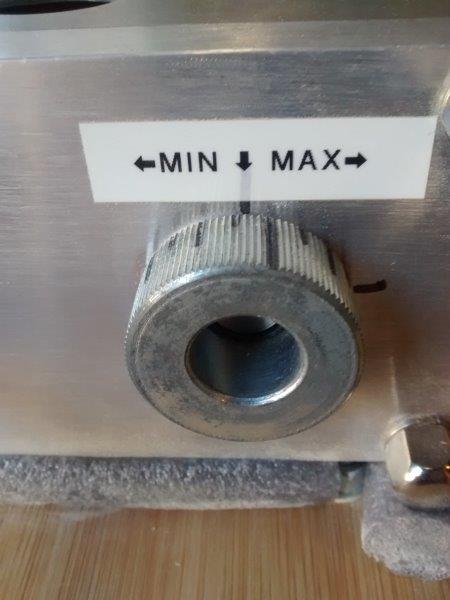 ←MIN ↓ MAX→